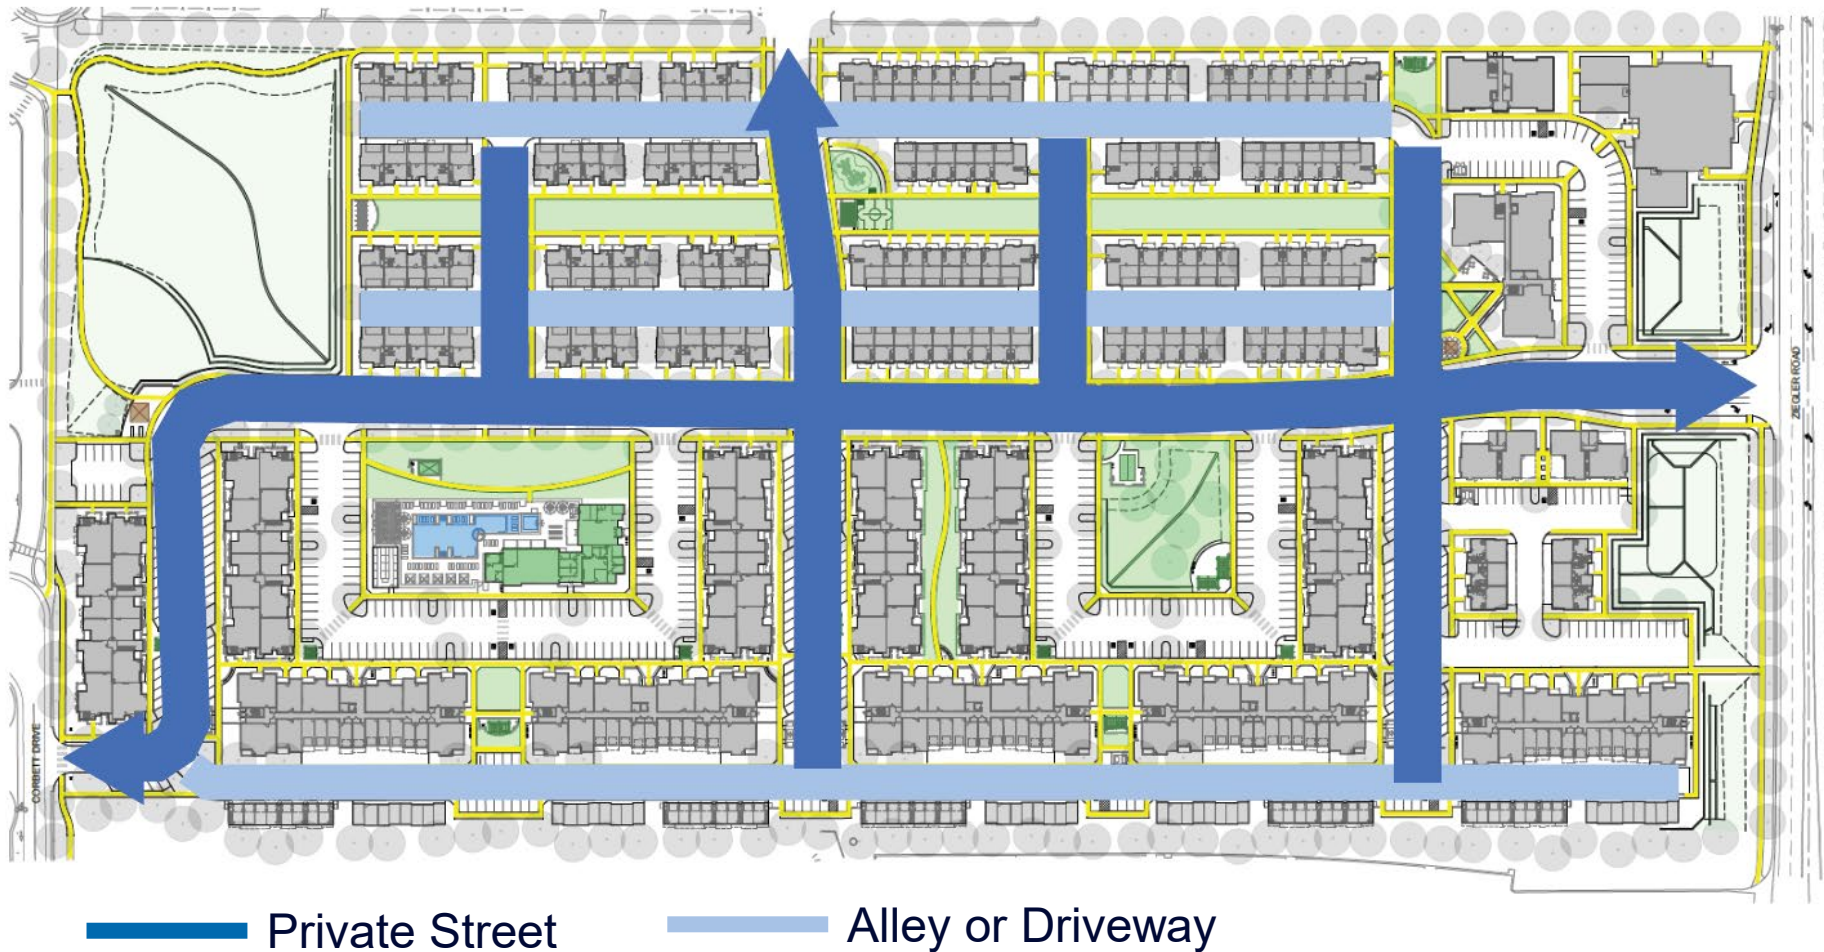 ZIEGLER ROAD
CORBETT DRIVE
Private Street
Alley or Driveway